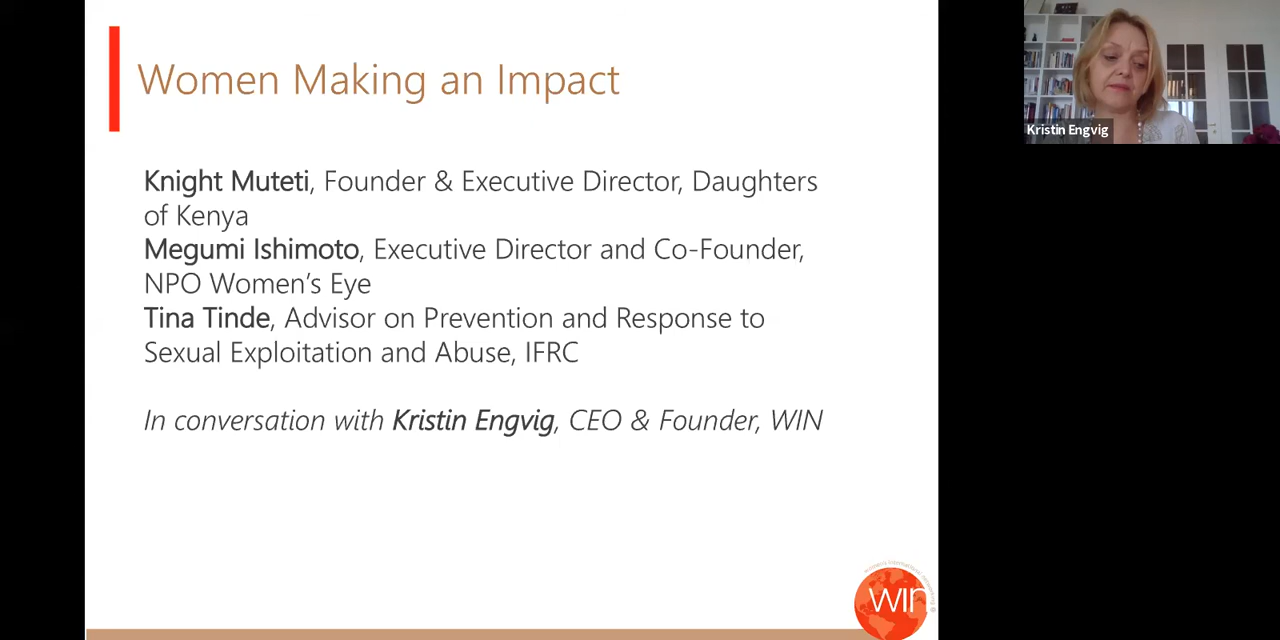 Women Making an Impact
Knight Muteti, Founder & Executive Director, Daughters
of Kenya
Megumi Ishimoto, Executive Director and Co-Founder,
NPO Women's Eye
Tina Tinde, Advisor on Prevention and Response to
Sexual Exploitation and Abuse, IFRC
In conversation with Kristin Engvig, CEO & Founder, WIN
Kristin Engvig
win